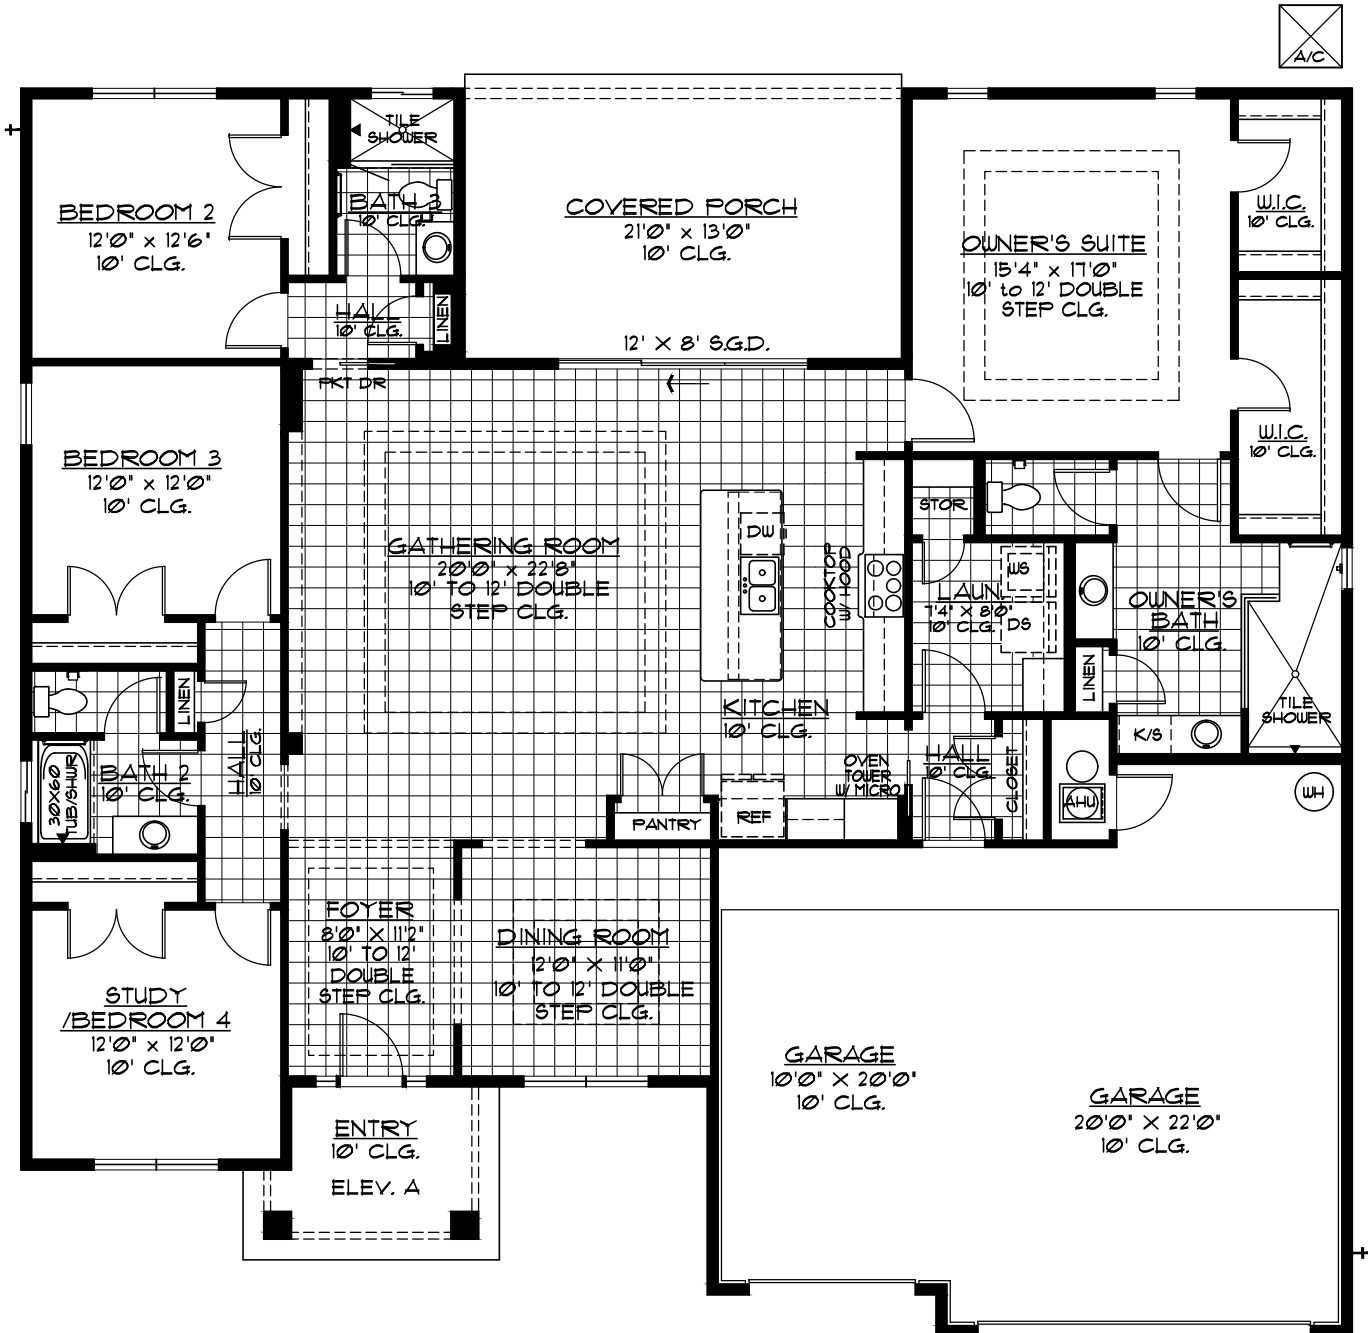 A/C
TILE
SHOWER
BEDROOM 2
12'0" x 12'6"
10' CLG.
BATH 3
10' CLG.
HALL
10' CLG.
LINEN
PKT DR
COVERED PORCH
21'0" x 13'0"
10' CLG.
12' X 8' S.G.D.
OWNER'S SUITE
15'4" x 17'0"
10' to 12' DOUBLE
STEP CLG.
W.I.C.
10' CLG.
W.I.C.
10' CLG.
BEDROOM 3
12'0" x 12'0"
10' CLG.
GATHERING ROOM
20'0" x 22'8"
10' TO 12' DOUBLE
STEP CLG.
DW
COOKTOP
W/ HOOD
STOR.
WS
LAUN.
7'4" X 8'0"
10' CLG.
DS
OWNER'S
BATH
10' CLG.
LINEN
K/S
TILE
SHOWER
KITCHEN
10' CLG.
LINEN
HALL
10' CLG.
BATH 2
10' CLG.
30X60
TUB/SHWR
OVEN
TOWER
W/ MICRO
HALL
10' CLG.
CLOSET
AHU
WH
PANTRY
REF
FOYER
8'0" X 11'2"
10' TO 12'
DOUBLE
STEP CLG.
DINING ROOM
12'0" X 11'0"
10' TO 12' DOUBLE
STEP CLG.
STUDY
/BEDROOM 4
12'0" x 12'0"
10' CLG.
GARAGE
10'0" X 20'0"
10' CLG.
GARAGE
20'0" X 22'0"
10' CLG.
ENTRY
10' CLG.
ELEV. A